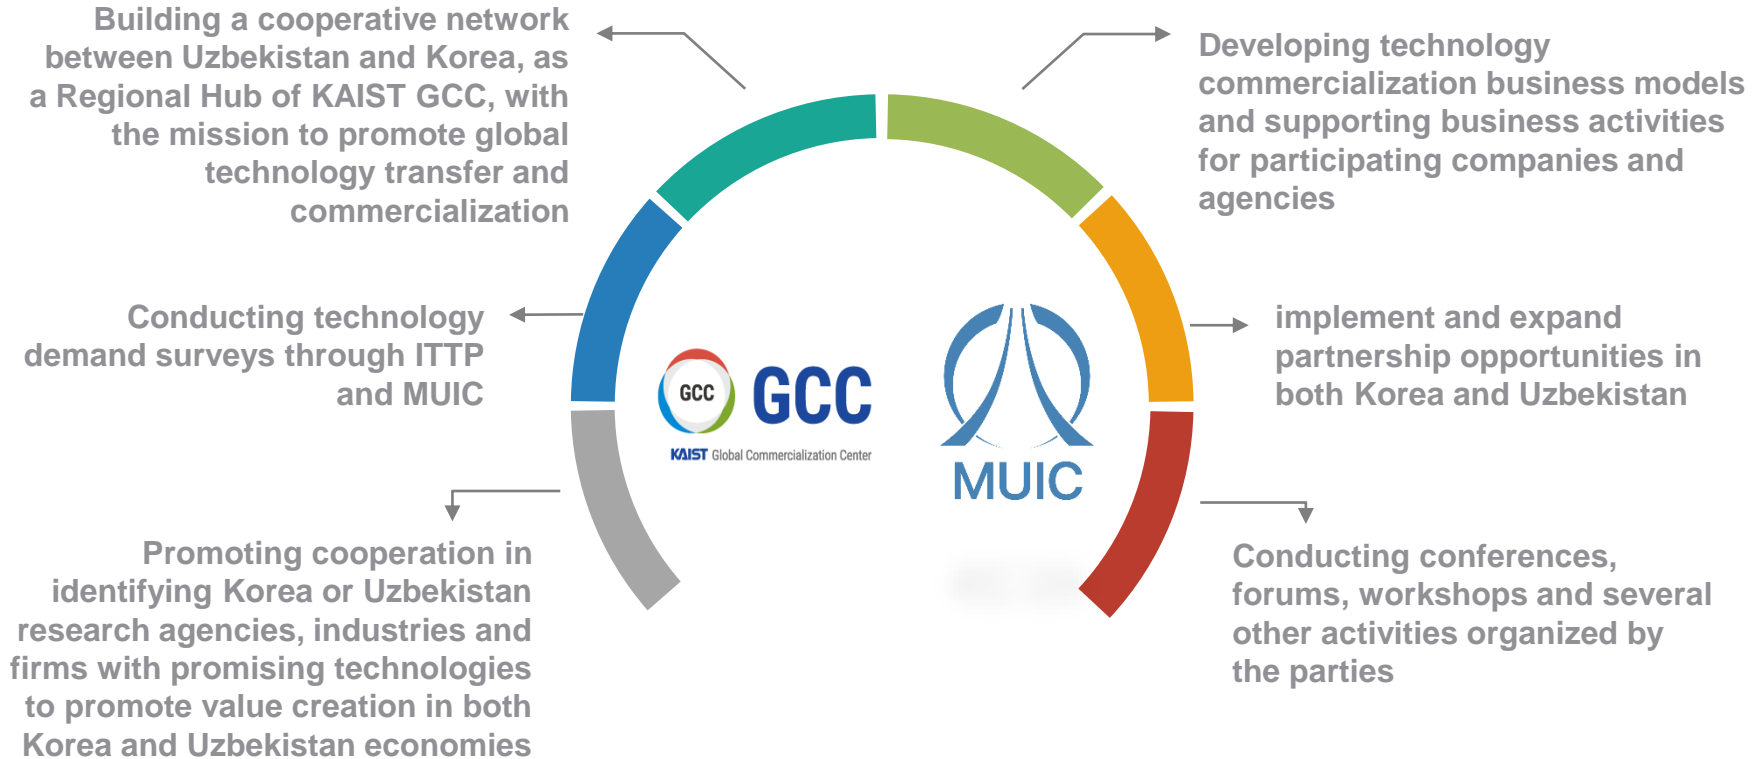 Building a cooperative network
between Uzbekistan and Korea, as
a Regional Hub of KAIST GCC, with
the mission to promote global
technology transfer and
commercialization
Developing technology
commercialization business models
and supporting business activities
for participating companies and
agencies
Conducting technology
demand surveys through ITTP
and MUIC
implement and expand
partnership opportunities in
both Korea and Uzbekistan
GCC
GCC
KAIST Global Commercialization Center
MUIC
Promoting cooperation in
identifying Korea or Uzbekistan
research agencies, industries and
firms with promising technologies
to promote value creation in both
Korea and Uzbekistan economies
Conducting conferences,
forums, workshops and several
other activities organized by
the parties